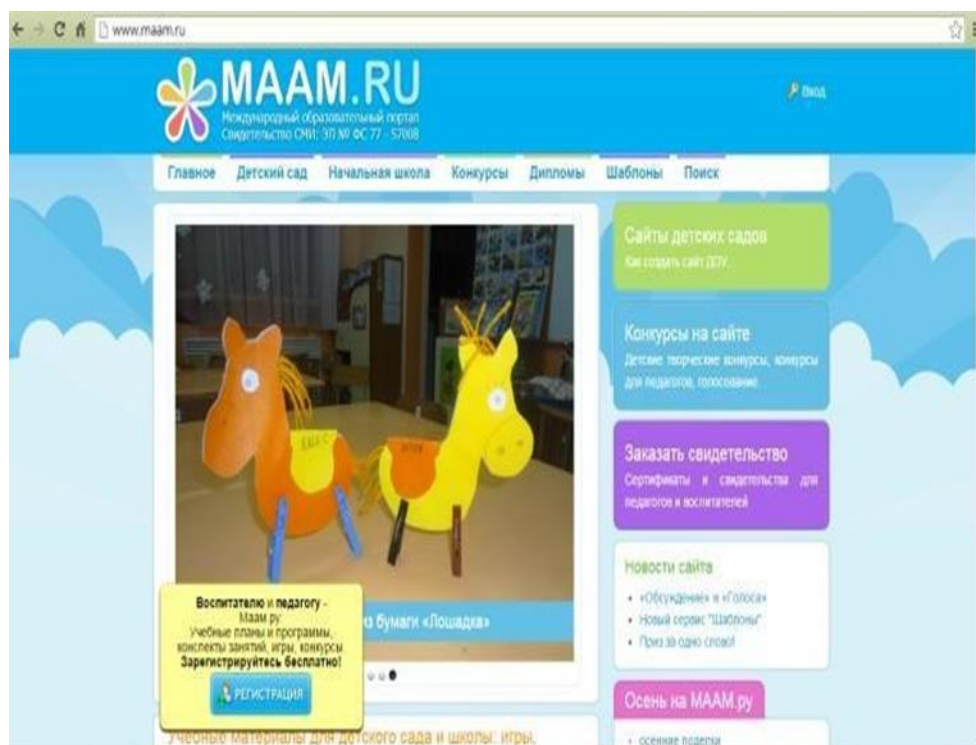 www.maam.ru
MAAM.RU
Международный образовательный портал
Свидетельство СМИ: ЭЛ № ФС 77 - 57008
Вход
Главное Детский сад Начальная школа Конкурсы Дипломы Шаблоны Поиск
из бумаги «Лошадка»
Воспитателю и педагогу -
Маам.ру:
Учебные планы и программы,
конспекты занятий, игры, конкурсы.
Зарегистрируйтесь бесплатно!
РЕГИСТРАЦИЯ
Учебные материалы для детского сада и школы: игры,
Сайты детских садов
Как создать сайт ДОУ.
Конкурсы на сайте
Детские творческие конкурсы, конкурсы
для педагогов, голосование.
Заказать свидетельство
Сертификаты и свидетельства для
педагогов и воспитателей
Новости сайта
• «Обсуждение» и «Голоса»
• Новый сервис "Шаблоны"
• Приз за одно слово!
Осень на МААМ.ру
• осенние поделки